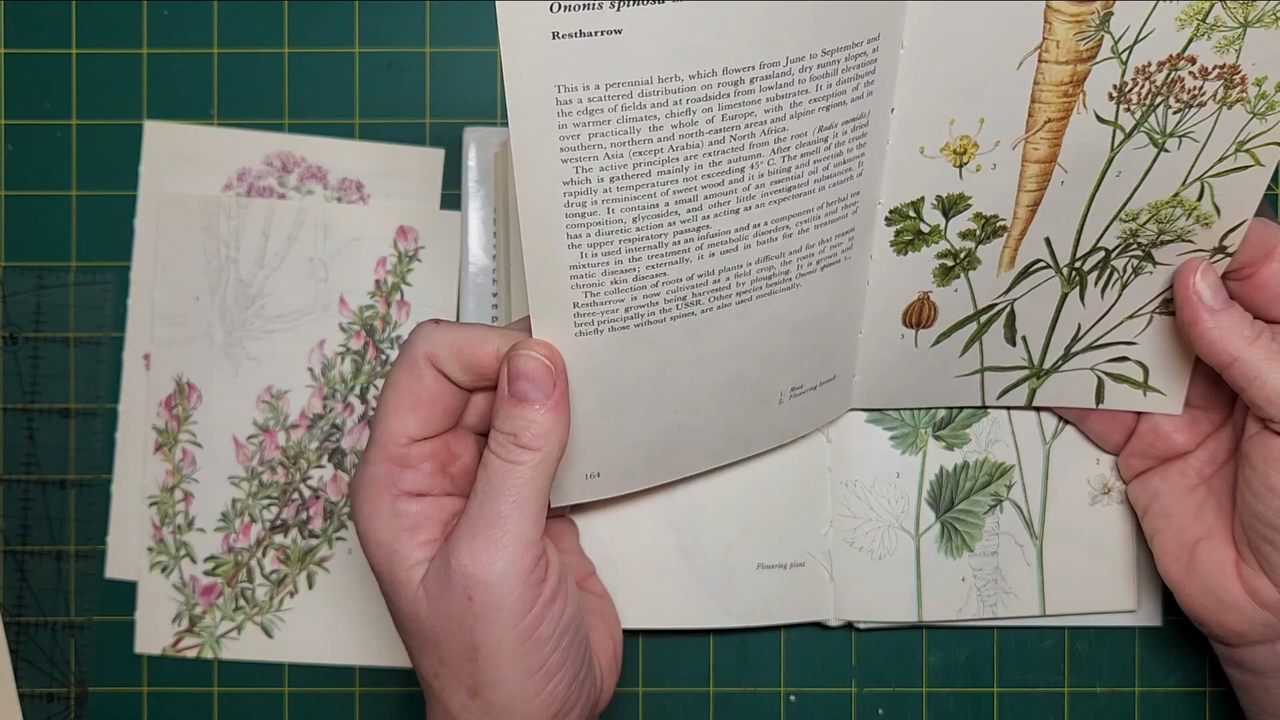 Ononis spinosa
Restharrow
This is a perennial herb, which flowers from June to September and
has a scattered distribution on rough grassland, dry sunny slopes, at
the edges of fields and at roadsides from lowland to foothill elevations
in warmer climates, chiefly on limestone substrates. It is distributed
over practically the whole of Europe, with the exception of the
southern, northern and north-eastern areas and alpine regions, and in
western Asia (except Arabia) and North Africa.
The active principles are extracted from the root (Radix ononidis)
which is gathered mainly in the autumn. After cleaning it is dried
rapidly at temperatures not exceeding 45° C. The smell of the crude
drug is reminiscent of sweet wood and it is biting and sweetish to the
tongue. It contains a small amount of an essential oil of unknown
composition, glycosides, and other little investigated substances. It
has a diuretic action as well as acting as an expectorant in catarrh of
the upper respiratory passages.
It is used internally as an infusion and as a component of herbal tea
mixtures in the treatment of metabolic disorders, cystitis and rheu-
matic diseases; externally, it is used in baths for the treatment of
chronic skin diseases.
The collection of roots of wild plants is difficult and for that reason
Restharrow is now cultivated as a field crop, the roots of two- to
three-year growths being harvested by ploughing. It is grown and
bred principally in the USSR. Other species besides Ononis spinosa
chiefly those without spines, are also used medicinally.
1. Root
2. Flowering branch
164
1
2
3
4
5
Flowering plant
3
2
4